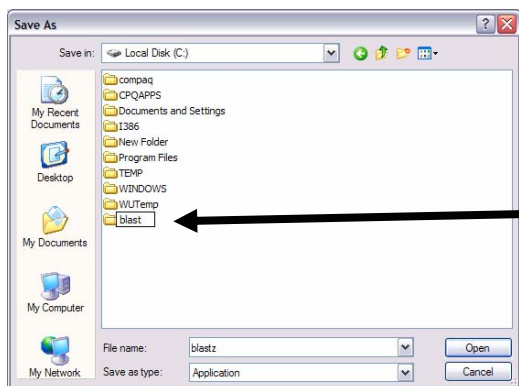 Save As
Save in: Local Disk (C:)
My Recent
Documents
Desktop
My Documents
My Computer
My Network
compaq
CPQAPPS
Documents and Settings
I386
New Folder
Program Files
TEMP
WINDOWS
WUTemp
blast
File name: blastz Open
Save as type: Application Cancel